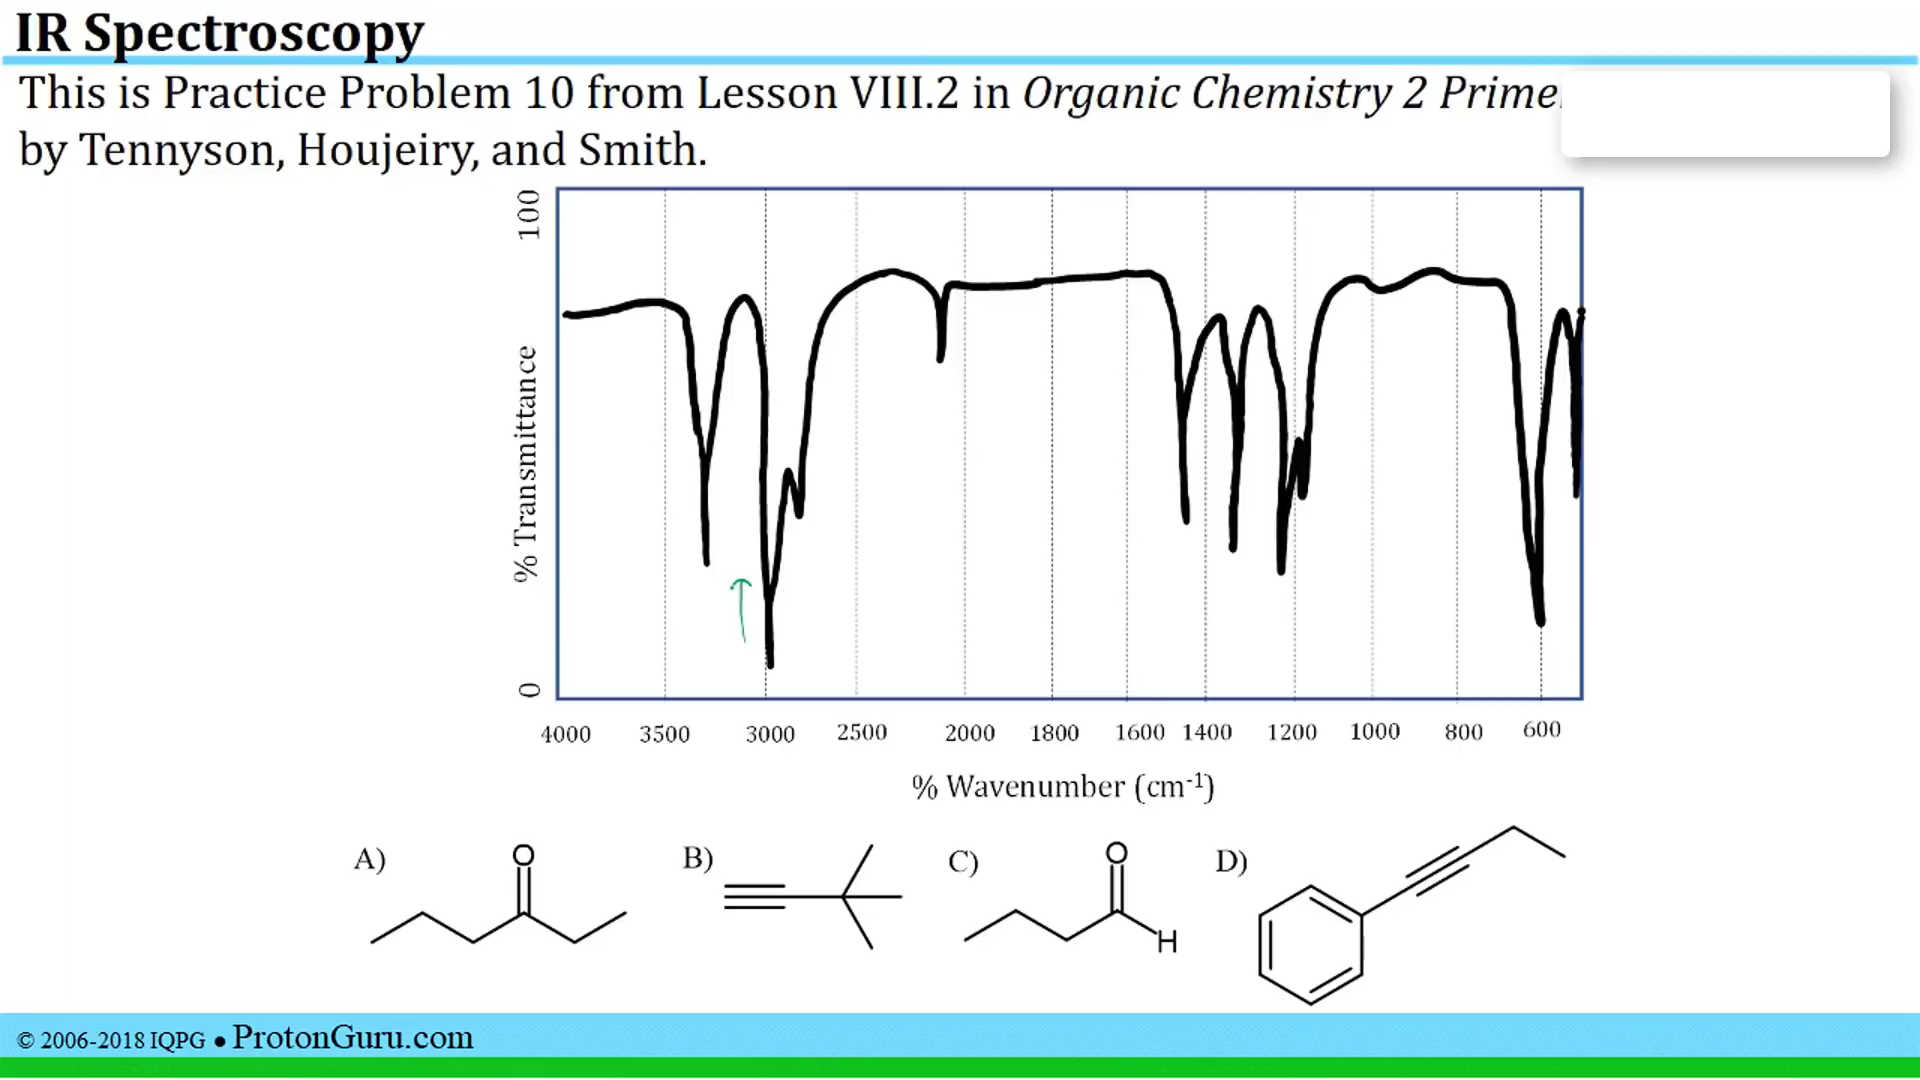 IR Spectroscopy
This is Practice Problem 10 from Lesson VIII.2 in Organic Chemistry 2
by Tennyson, Houjeiry, and Smith.
100
% Transmittance
0
4000 3500 3000 2500 2000 1800 1600 1400 1200 1000 800 600
% Wavenumber (cm-1)
A) O
B)
C) O
H
D)
© 2006-2018 IQPG ● ProtonGuru.com